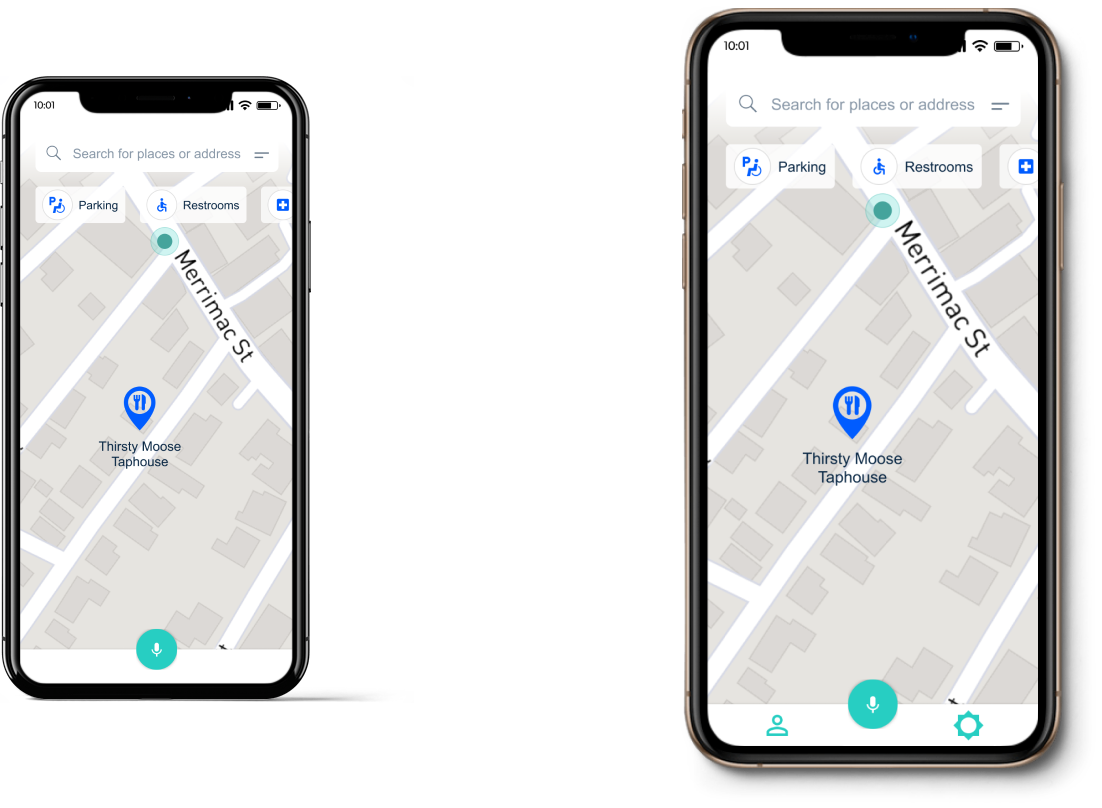 10:01
Search for places or address
P
Parking
Restrooms
Merrimac St
Thirsty Moose
Taphouse
10:01
Search for places or address
P
Parking
Restrooms
Merrimac St
Thirsty Moose
Taphouse